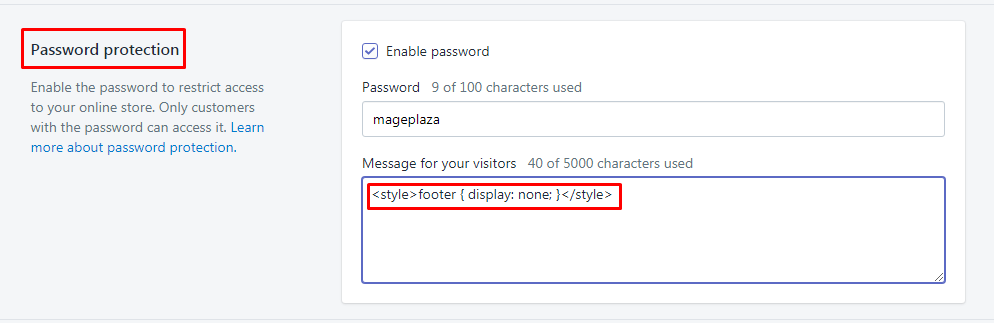 Password protection
Enable the password to restrict access
to your online store. Only customers
with the password can access it. Learn
more about password protection.
Enable password
Password 9 of 100 characters used
mageplaza
Message for your visitors 40 of 5000 characters used
<style>footer { display: none; }</style>